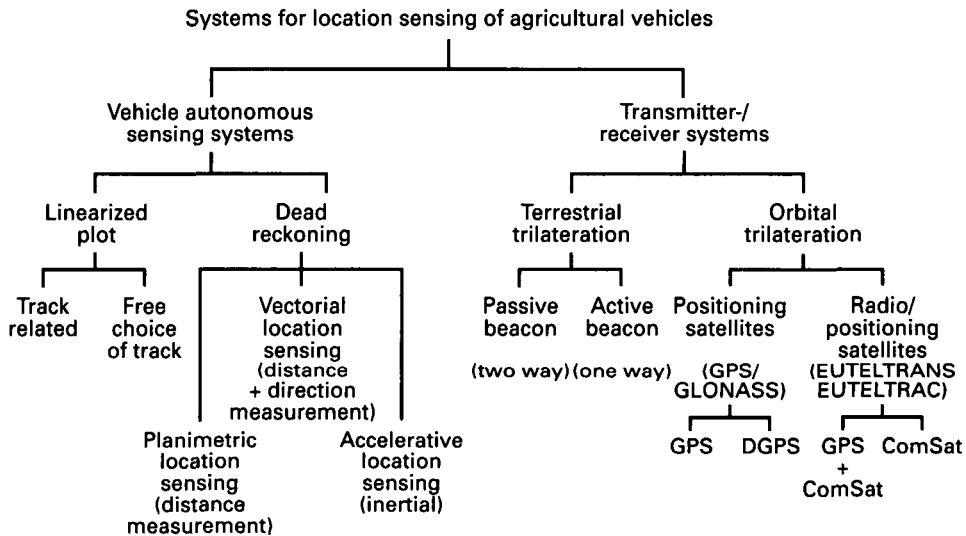 Systems for location sensing of agricultural vehicles
Vehicle autonomous
sensing systems
Transmitter-/
receiver systems
Linearized
plot
Dead
reckoning
Terrestrial
trilateration
Orbital
trilateration
Track
related
Free
choice
of track
Vectorial
location
sensing
(distance
+ direction
measurement)
Passive
beacon
(two way)
Active
beacon
(one way)
Positioning
satellites
(GPS/
GLONASS)
Radio/
positioning
satellites
(EUTELTRANS
EUTELTRAC)
Planimetric
location
sensing
(distance
measurement)
Accelerative
location
sensing
(inertial)
GPS
DGPS
GPS
+
ComSat
ComSat